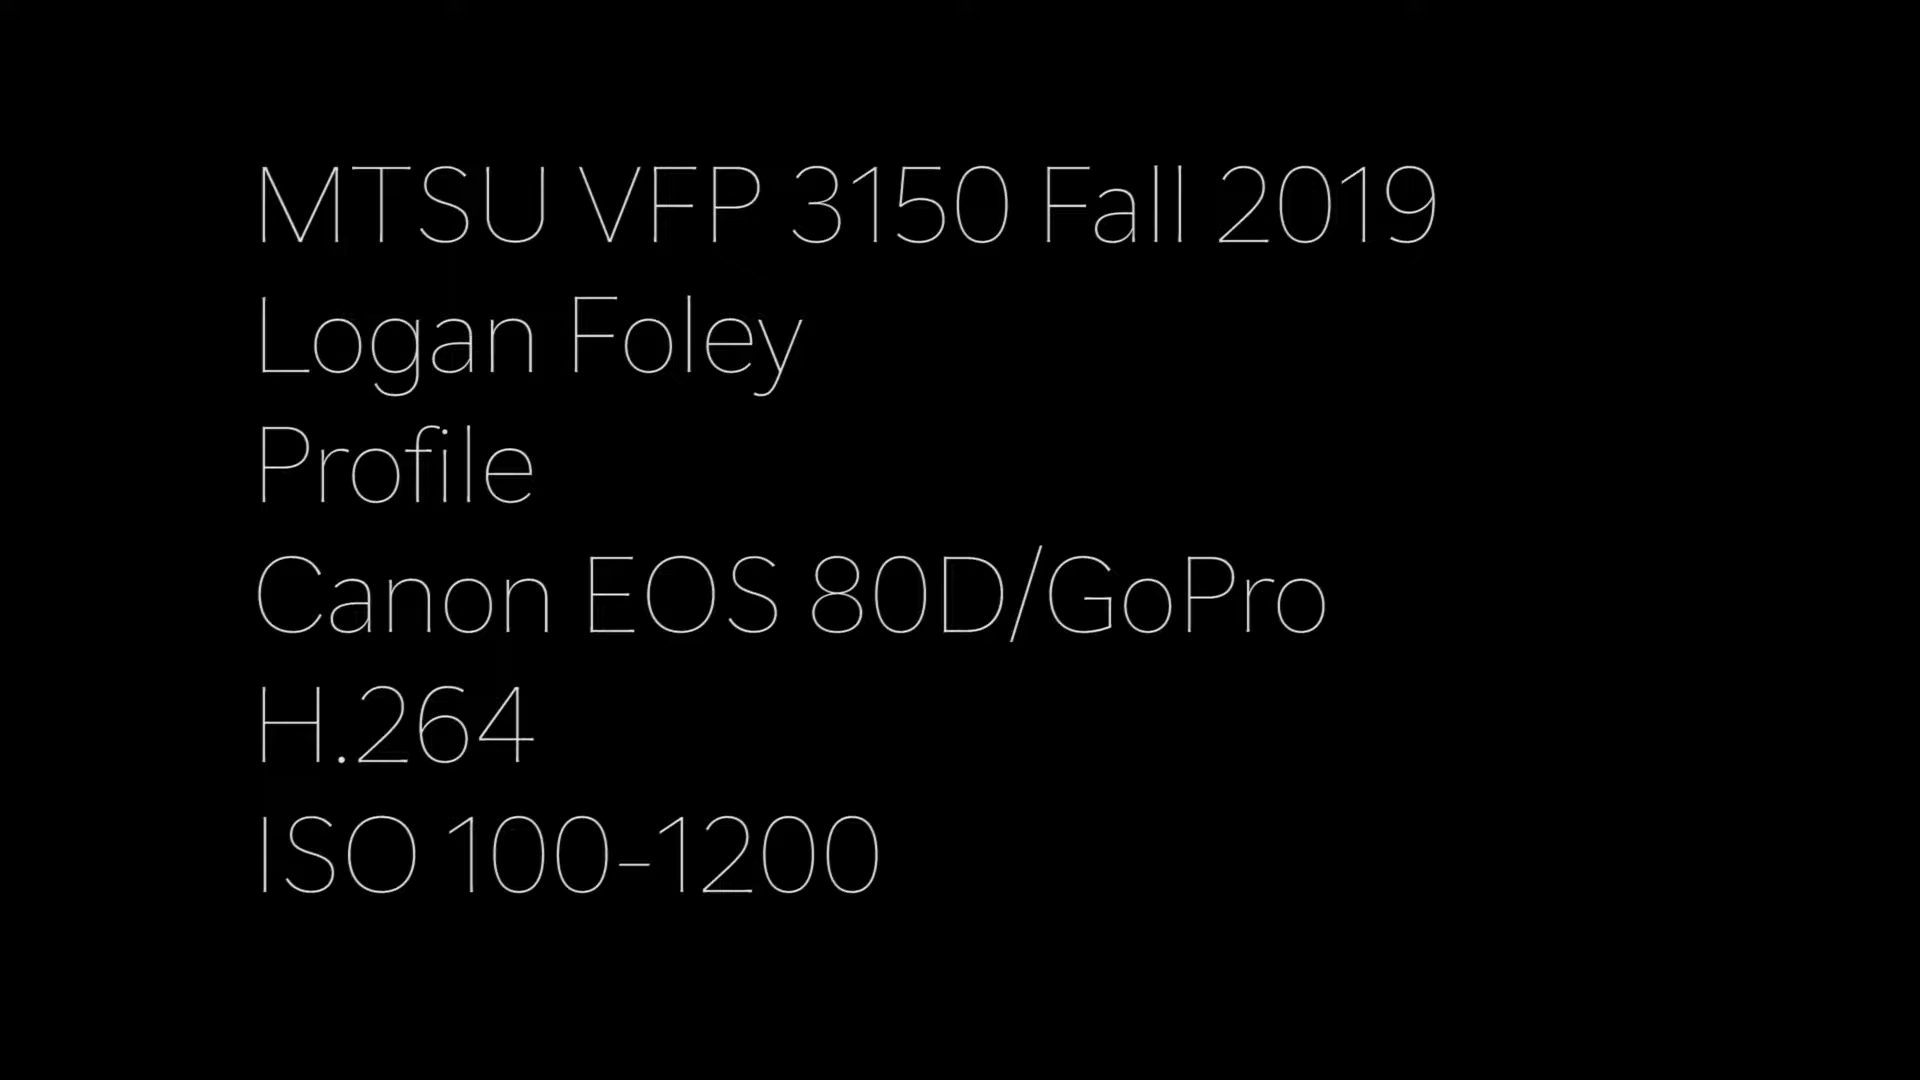 MTSU VFP 3150 Fall 2019
Logan Foley
Profile
Canon EOS 80D/GoPro
H.264
ISO 100-1200